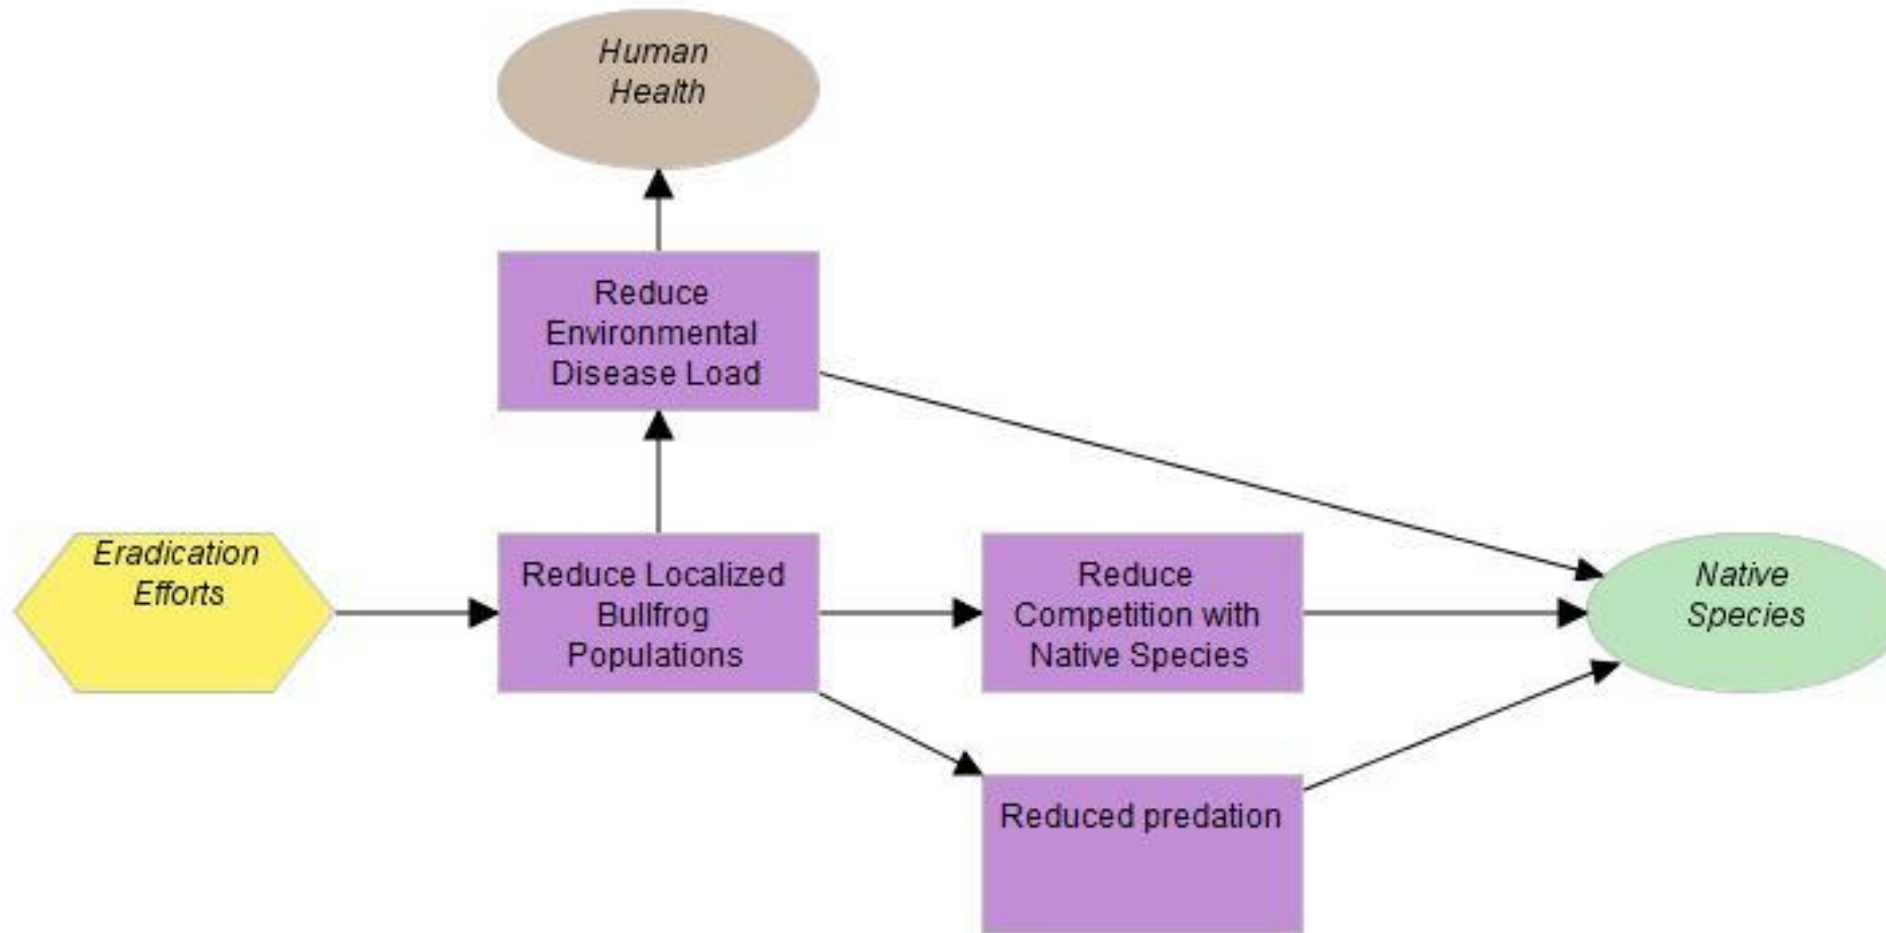 Human
Health
Reduce
Environmental
Disease Load
Eradication
Efforts
Reduce Localized
Bullfrog
Populations
Reduce
Competition with
Native Species
Native
Species
Reduced predation